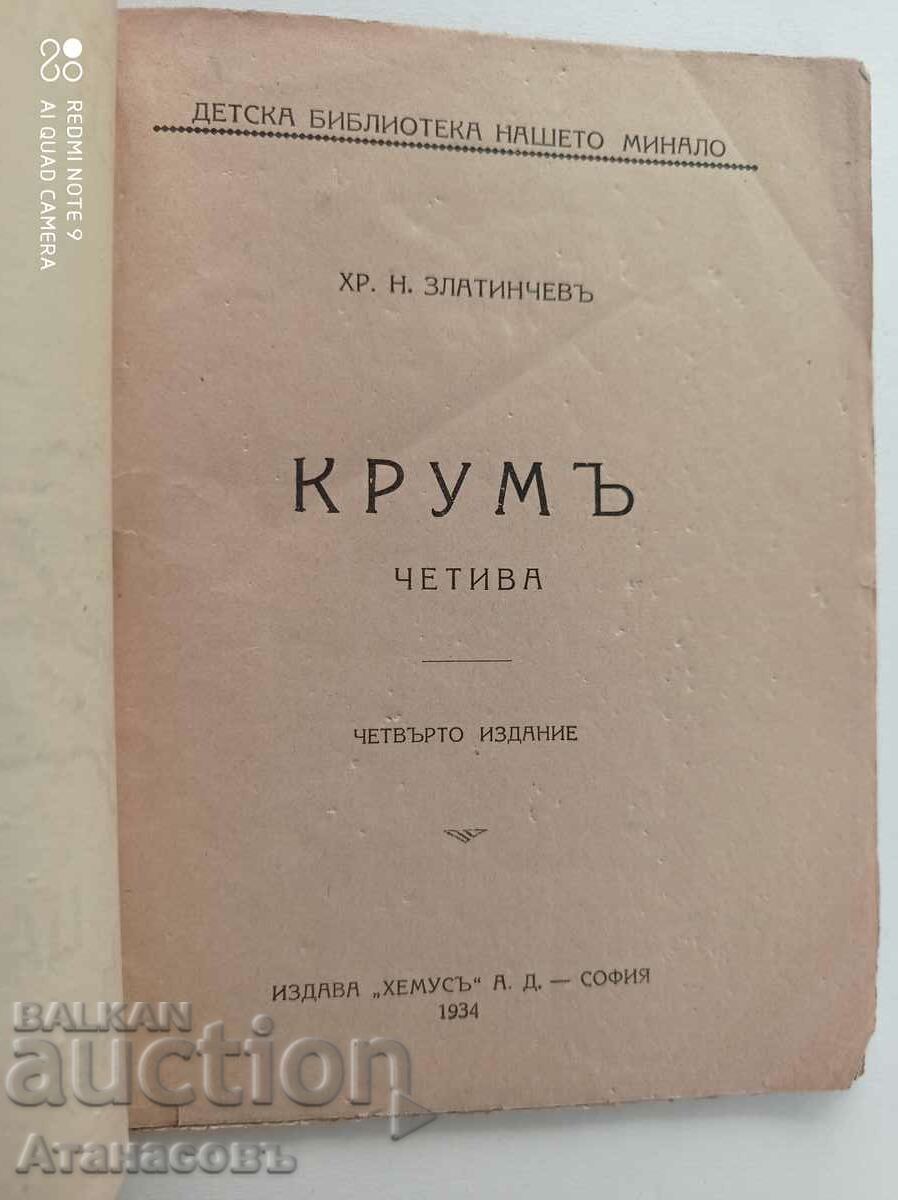 REDMI NOTE 9
AI QUAD CAMERA
ДЕТСКА БИБЛИОТЕКА НАШЕТО МИНАЛО
ХР. Н. ЗЛАТИНЧЕВЪ
КРУМЪ
ЧЕТИВА
ЧЕТВЪРТО ИЗДАНИЕ
ИЗДАВА „ХЕМУСЪ“ А. Д. — СОФИЯ
1934
BALKAN
auction
Атанасовъ